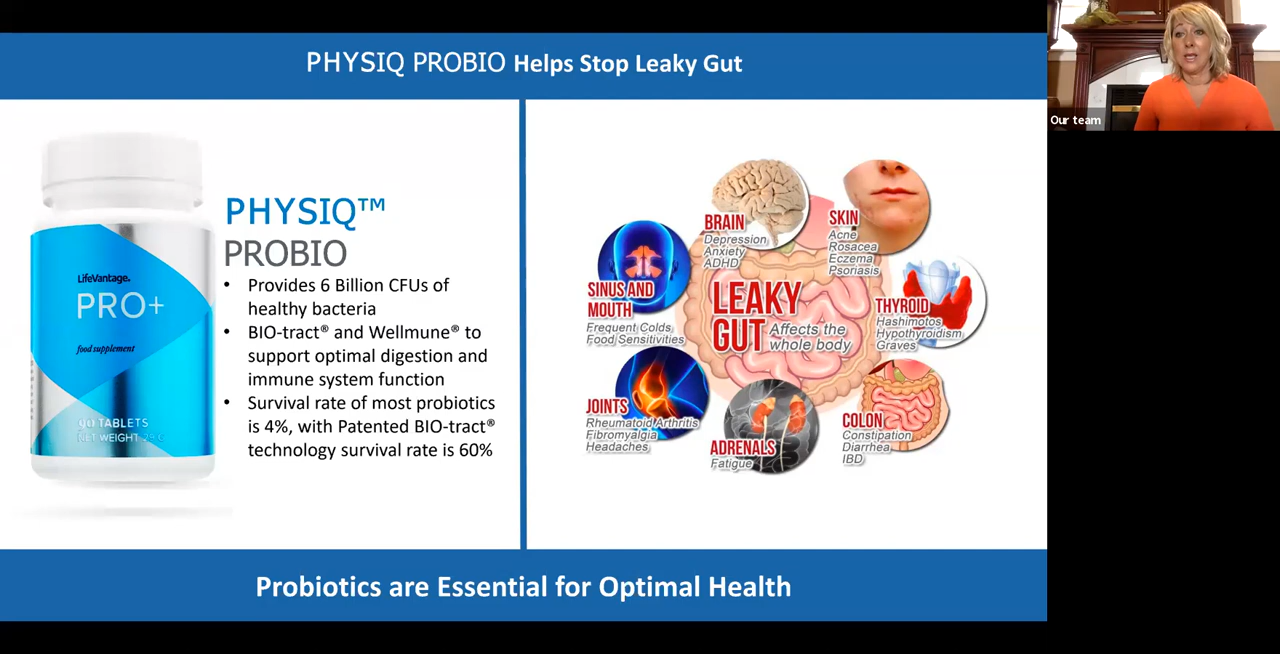 PHYSIQ PROBIO Helps Stop Leaky Gut
Our team
LifeVantage®
PRO+
food supplement
90 TABLETS
NET WEIGHT 29 G
PHYSIQ™
PROBIO
• Provides 6 Billion CFUs of
healthy bacteria
• BIO-tract® and Wellmune® to
support optimal digestion and
immune system function
• Survival rate of most probiotics
is 4%, with Patented BIO-tract®
technology survival rate is 60%
BRAIN
Depression
Anxiety
ADHD
SKIN
Acne
Rosacea
Eczema
Psoriasis
SINUS AND
MOUTH
Frequent Colds
Food Sensitivities
LEAKY
GUT Affects the
whole body
THYROID
Hashimotos
Hypothyroidism
Graves
JOINTS
Rheumatoid Arthritis
Fibromyalgia
Headaches
ADRENALS
Fatigue
COLON
Constipation
Diarrhea
IBD
Probiotics are Essential for Optimal Health